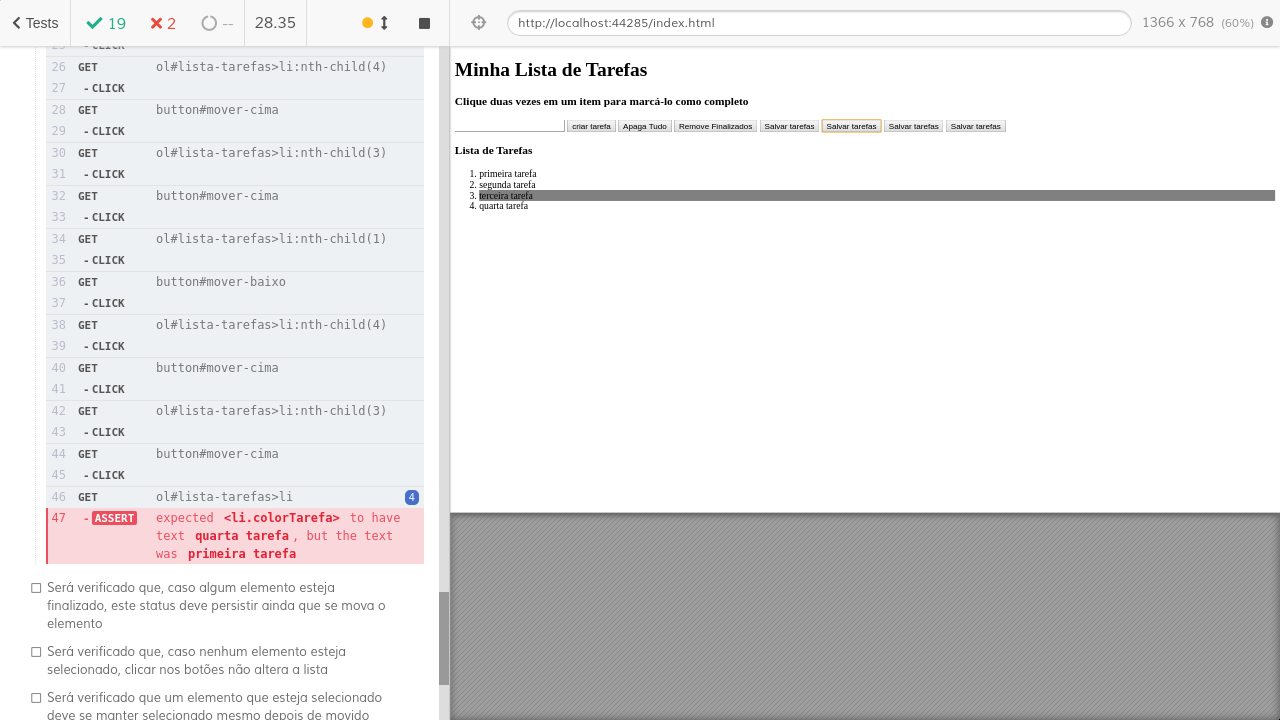 Tests 19 2 -- 28.35
25 - CLICK
26 GET ol#lista-tarefas>li:nth-child(4)
27 - CLICK
28 GET button#mover-cima
29 - CLICK
30 GET ol#lista-tarefas>li:nth-child(3)
31 - CLICK
32 GET button#mover-cima
33 - CLICK
34 GET ol#lista-tarefas>li:nth-child(1)
35 - CLICK
36 GET button#mover-baixo
37 - CLICK
38 GET ol#lista-tarefas>li:nth-child(4)
39 - CLICK
40 GET button#mover-cima
41 - CLICK
42 GET ol#lista-tarefas>li:nth-child(3)
43 - CLICK
44 GET button#mover-cima
45 - CLICK
46 GET ol#lista-tarefas>li 4
47 - ASSERT expected <li.colorTarefa> to have
text quarta tarefa, but the text
was primeira tarefa
Será verificado que, caso algum elemento esteja
finalizado, este status deve persistir ainda que se mova o
elemento
Será verificado que, caso nenhum elemento esteja
selecionado, clicar nos botões não altera a lista
Será verificado que um elemento que esteja selecionado
deve se manter selecionado mesmo depois de movido
http://localhost:44285/index.html 1366 x 768 (60%)
Minha Lista de Tarefas
Clique duas vezes em um item para marcá-lo como completo
criar tarefa Apaga Tudo Remove Finalizados Salvar tarefas Salvar tarefas Salvar tarefas Salvar tarefas
Lista de Tarefas
1. primeira tarefa
2. segunda tarefa
3. terceira tarefa
4. quarta tarefa